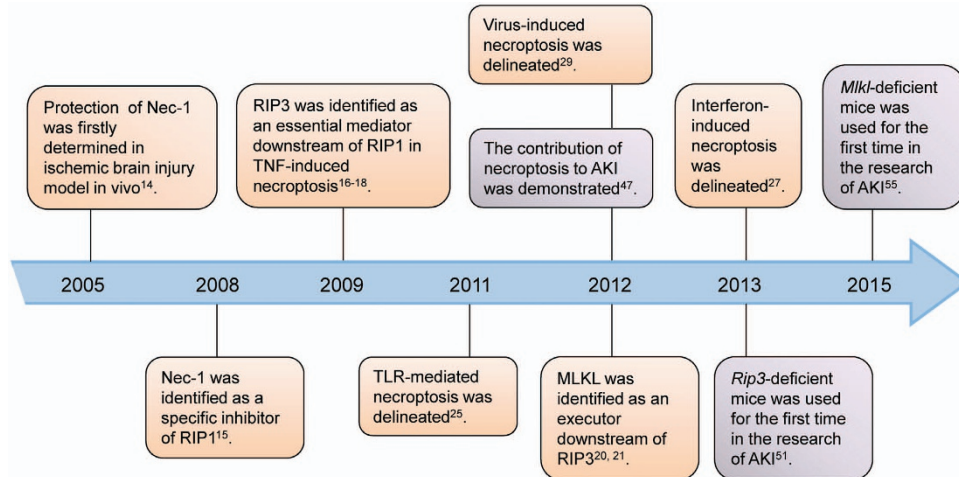 Protection of Nec-1
was firstly
determined in
ischemic brain injury
model in vivo¹⁴.
RIP3 was identified as
an essential mediator
downstream of RIP1 in
TNF-induced
necroptosis¹⁶⁻¹⁸.
Virus-induced
necroptosis was
delineated²⁹.
The contribution of
necroptosis to AKI
was demonstrated⁴⁷.
Interferon-
induced
necroptosis
was
delineated²⁷.
Mlkl-deficient
mice was
used for the
first time in
the research
of AKI⁵⁵.
2005 2008 2009 2011 2012 2013 2015
Nec-1 was
identified as a
specific inhibitor
of RIP1¹⁵.
TLR-mediated
necroptosis was
delineated²⁵.
MLKL was
identified as an
executor
downstream of
RIP3²⁰, ²¹.
Rip3-deficient
mice was used
for the first time
in the research
of AKI⁵¹.